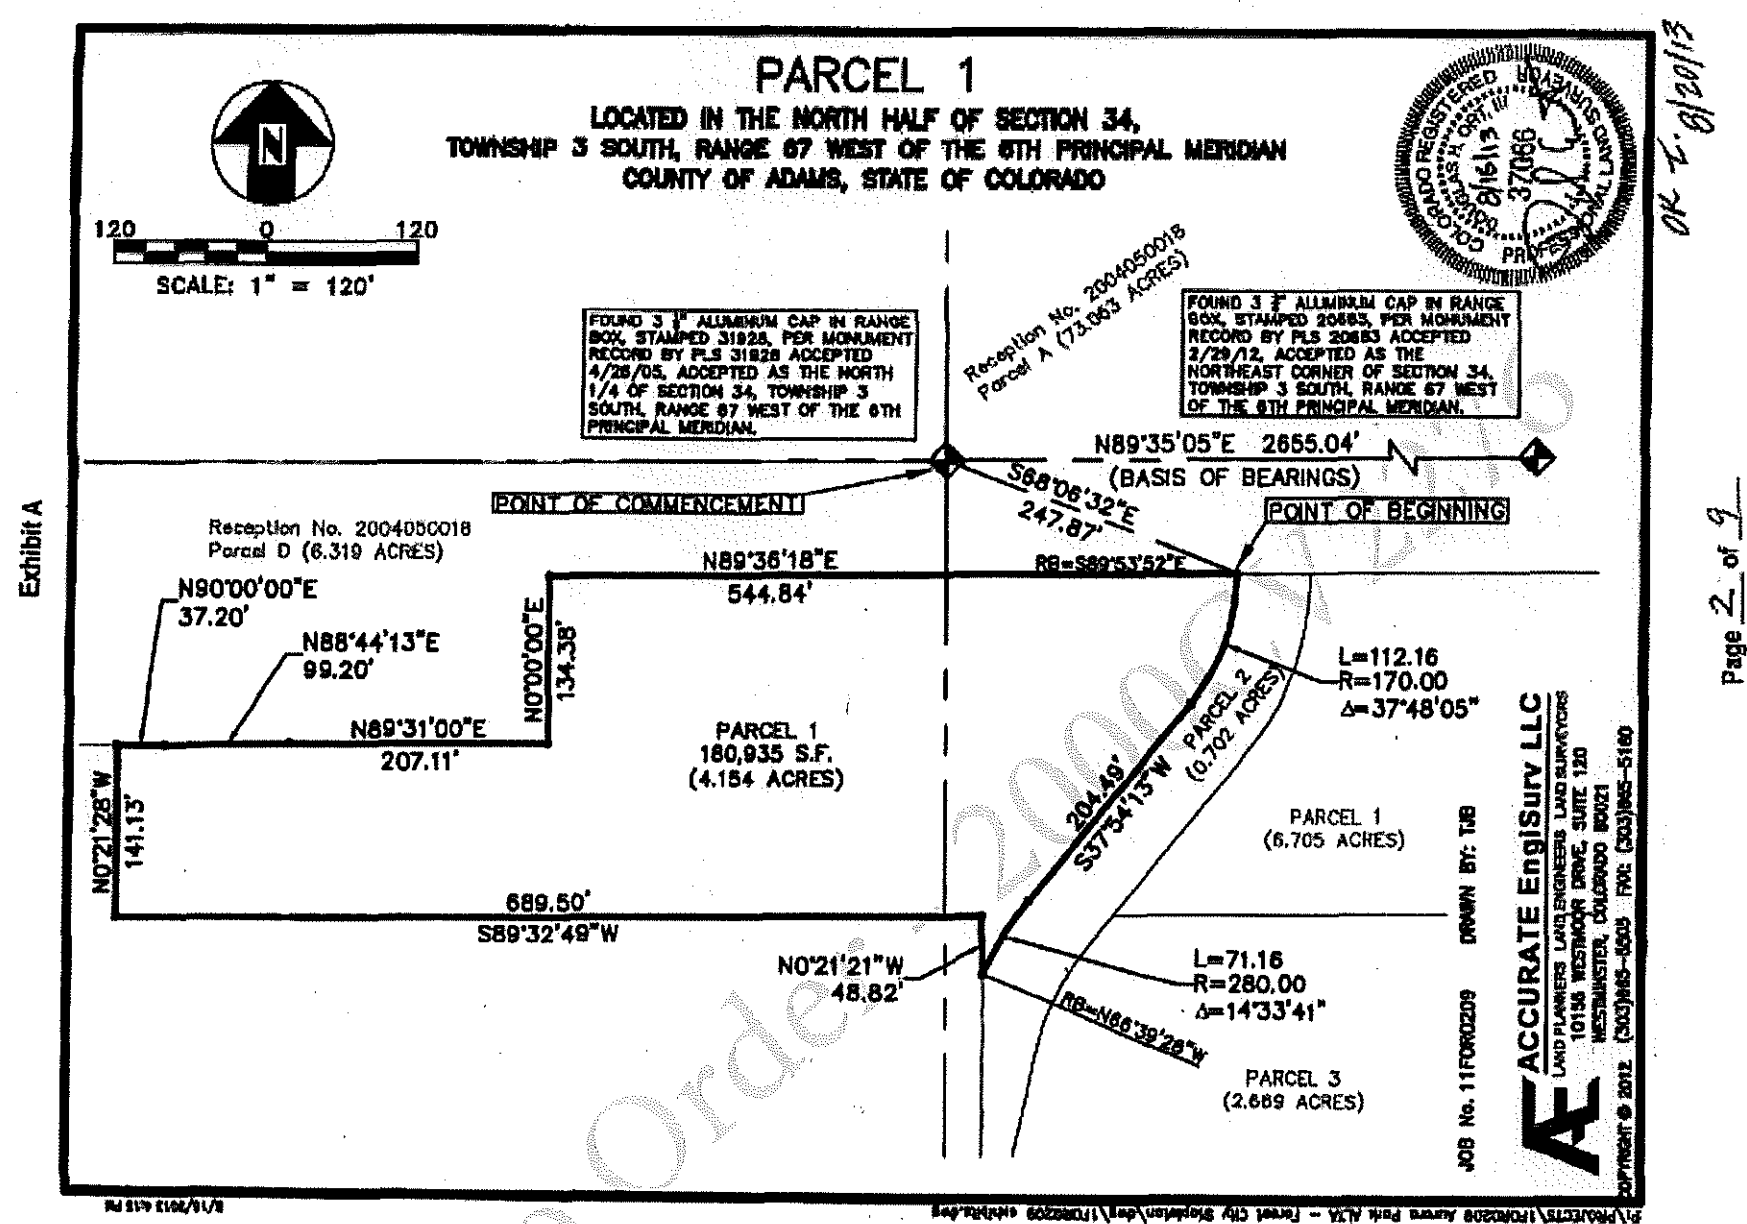 PARCEL 1
LOCATED IN THE NORTH HALF OF SECTION 34,
TOWNSHIP 3 SOUTH, RANGE 67 WEST OF THE 6TH PRINCIPAL MERIDIAN
COUNTY OF ADAMS, STATE OF COLORADO
N
120 0 120
SCALE: 1" = 120'
COLORADO REGISTERED
DOUGLAS H. ORT, III
8/15/13
37066
PROFESSIONAL LAND SURVEYOR
8/20/13
Exhibit A
Page 2 of 9
FOUND 3 ALUMINUM CAP IN RANGE
BOX, STAMPED 31928, PER MONUMENT
RECORD BY PLS 31928 ACCEPTED
4/26/05, ACCEPTED AS THE NORTH
1/4 OF SECTION 34, TOWNSHIP 3
SOUTH, RANGE 67 WEST OF THE 6TH
PRINCIPAL MERIDIAN.
Reception No. 2004050018
Parcel A (73.063 ACRES)
FOUND 3 ALUMINUM CAP IN RANGE
BOX, STAMPED 20683, PER MONUMENT
RECORD BY PLS 20683 ACCEPTED
2/29/12, ACCEPTED AS THE
NORTHEAST CORNER OF SECTION 34,
TOWNSHIP 3 SOUTH, RANGE 67 WEST
OF THE 6TH PRINCIPAL MERIDIAN.
N89°35'05"E 2655.04'
(BASIS OF BEARINGS)
POINT OF COMMENCEMENT
S68°06'32"E
247.87'
POINT OF BEGINNING
Reception No. 2004050018
Parcel D (6.319 ACRES)
N89°36'18"E
544.84'
RB=S89°53'52"E
N90°00'00"E
37.20'
N88°44'13"E
99.20'
N0°00'00"E
134.38'
N89°31'00"E
207.11'
PARCEL 1
180,935 S.F.
(4.154 ACRES)
L=112.16
R=170.00
Δ=37°48'05"
PARCEL 2
(0.702 ACRES)
204.49'
S37°54'13"W
PARCEL 1
(6.705 ACRES)
N0°21'28"W
141.13'
689.50'
S89°32'49"W
N0°21'21"W
48.82'
L=71.16
R=280.00
Δ=14°33'41"
RB=N66°39'26"W
PARCEL 3
(2.669 ACRES)
JOB No. 11FOR0209 DRAWN BY: TJB
ACCURATE EngiSurv LLC
LAND PLANNERS LAND ENGINEERS LAND SURVEYORS
10155 WESTMOOR DRIVE, SUITE 120
WESTMINSTER, COLORADO 80021
COPYRIGHT © 2012